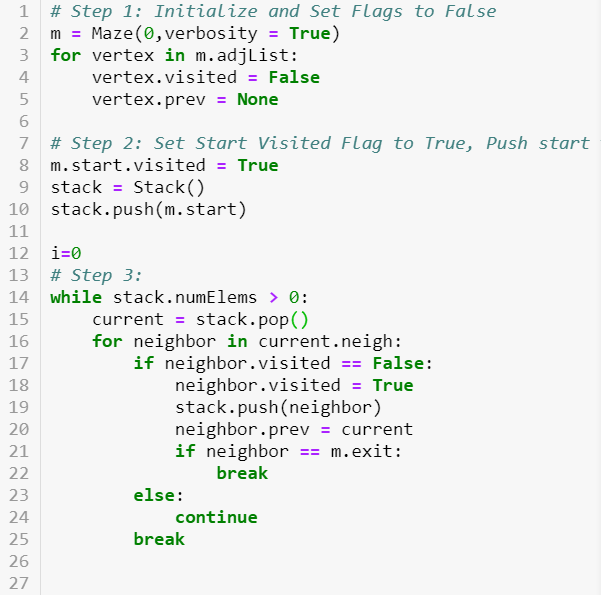 1 # Step 1: Initialize and Set Flags to False
2 m = Maze(0,verbosity = True)
3 for vertex in m.adjList:
4     vertex.visited = False
5     vertex.prev = None
6
7 # Step 2: Set Start Visited Flag to True, Push start
8 m.start.visited = True
9 stack = Stack()
10 stack.push(m.start)
11
12 i=0
13 # Step 3:
14 while stack.numElems > 0:
15     current = stack.pop()
16     for neighbor in current.neigh:
17         if neighbor.visited == False:
18             neighbor.visited = True
19             stack.push(neighbor)
20             neighbor.prev = current
21             if neighbor == m.exit:
22                 break
23         else:
24             continue
25         break
26
27